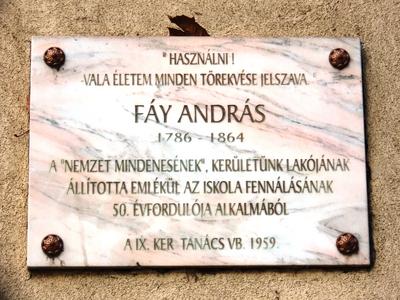 "HASZNÁLNI!
-VALA ÉLETEM MINDEN TÖREKVÉSE JELSZAVA."
FÁY ANDRÁS
1786 - 1864
A "NEMZET MINDENESÉNEK", KERÜLETÜNK LAKÓJÁNAK
ÁLLÍTOTTA EMLÉKÜL AZ ISKOLA FENNÁLÁSÁNAK
50. ÉVFORDULÓJA ALKALMÁBÓL
A IX. KER. TANÁCS VB. 1959.